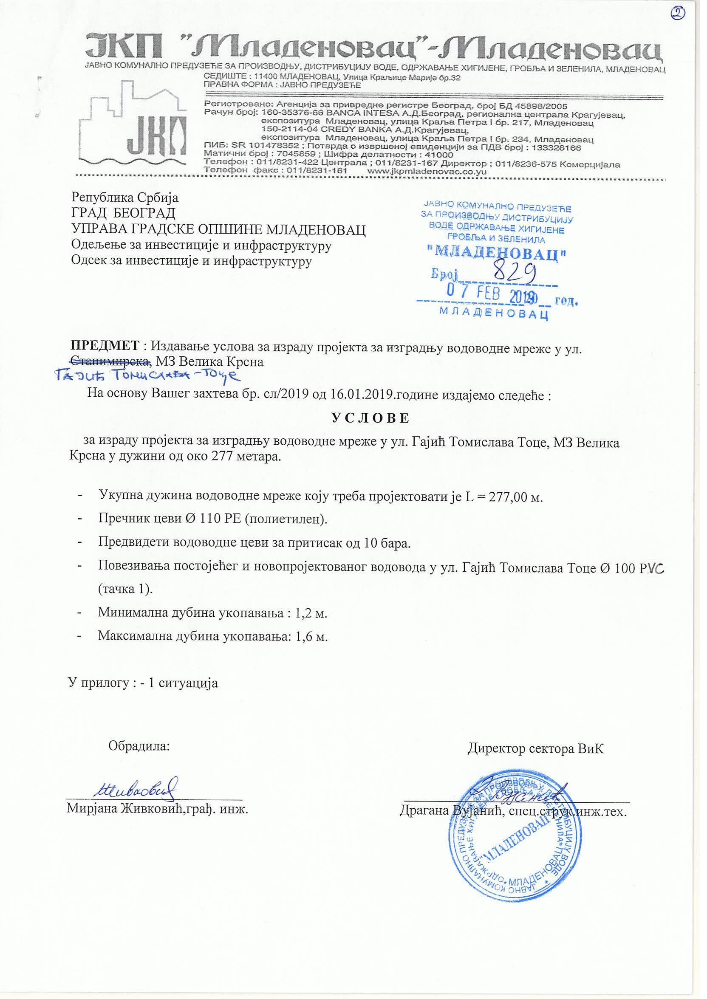 2
ЈКП "Младеновац"-Младеновац
ЈАВНО КОМУНАЛНО ПРЕДУЗЕЋЕ ЗА ПРОИЗВОДЊУ, ДИСТРИБУЦИЈУ ВОДЕ, ОДРЖАВАЊЕ ХИГИЈЕНЕ, ГРОБЉА И ЗЕЛЕНИЛА, МЛАДЕНОВАЦ
СЕДИШТЕ : 11400 МЛАДЕНОВАЦ, Улица Краљице Марије бр.32
ПРАВНА ФОРМА : ЈАВНО ПРЕДУЗЕЋЕ
ЈКП
Регистровано: Агенција за привредне регистре Београд, број БД 45898/2005
Рачун број: 160-35376-66 BANCA INTESA А.Д.Београд, регионална централа Крагујевац,
експозитура Младеновац, улица Краља Петра I бр. 217, Младеновац
150-2114-04 CREDY BANKA А.Д.Крагујевац,
експозитура Младеновац, улица Краља Петра I бр. 234, Младеновац
ПИБ: SR 101478352 ; Потврда о извршеној евиденцији за ПДВ број : 133328166
Матични број : 7045859 ; Шифра делатности : 41000
Телефон : 011/8231-422 Централа ; 011/8231-167 Директор ; 011/8236-575 Комерцијала
Телефон факс : 011/8231-161 www.jkpmladenovac.co.yu
Република Србија
ГРАД БЕОГРАД
УПРАВА ГРАДСКЕ ОПШИНЕ МЛАДЕНОВАЦ
Одељење за инвестиције и инфраструктуру
Одсек за инвестиције и инфраструктуру
ЈАВНО КОМУНАЛНО ПРЕДУЗЕЋЕ
ЗА ПРОИЗВОДЊУ ДИСТРИБУЦИЈУ
ВОДЕ ОДРЖАВАЊЕ ХИГИЈЕНЕ
ГРОБЉА И ЗЕЛЕНИЛА
"МЛАДЕНОВАЦ"
Број 829
07 FEB год.
МЛАДЕНОВАЦ
ПРЕДМЕТ : Издавање услова за израду пројекта за изградњу водоводне мреже у ул.
Станимирска, МЗ Велика Крсна
Гајић Томислава-Тоце
На основу Вашег захтева бр. сл/2019 од 16.01.2019.године издајемо следеће :
У С Л О В Е
за израду пројекта за изградњу водоводне мреже у ул. Гајић Томислава Тоце, МЗ Велика
Крсна у дужини од око 277 метара.
- Укупна дужина водоводне мреже коју треба пројектовати је L = 277,00 м.
- Пречник цеви Ø 110 РЕ (полиетилен).
- Предвидети водоводне цеви за притисак од 10 бара.
- Повезивања постојећег и новопројектованог водовода у ул. Гајић Томислава Тоце Ø 100 PVC
(тачка 1).
- Минимална дубина укопавања : 1,2 м.
- Максимална дубина укопавања: 1,6 м.
У прилогу : - 1 ситуација
Обрадила:
Директор сектора ВиК
Живковић
Мирјана Живковић,грађ. инж.
Драгана Вујанић, спец.струк.инж.тех.
ЈАВНО КОМУНАЛНО ПРЕДУЗЕЋЕ ЗА ПРОИЗВОДЊУ, ДИСТРИБУЦИЈУ ВОДЕ
*ОДРЖАВАЊЕ ХИГИЈЕНЕ ГРОБЉА И ЗЕЛЕНИЛА*
"МЛАДЕНОВАЦ"
МЛАДЕНОВАЦ